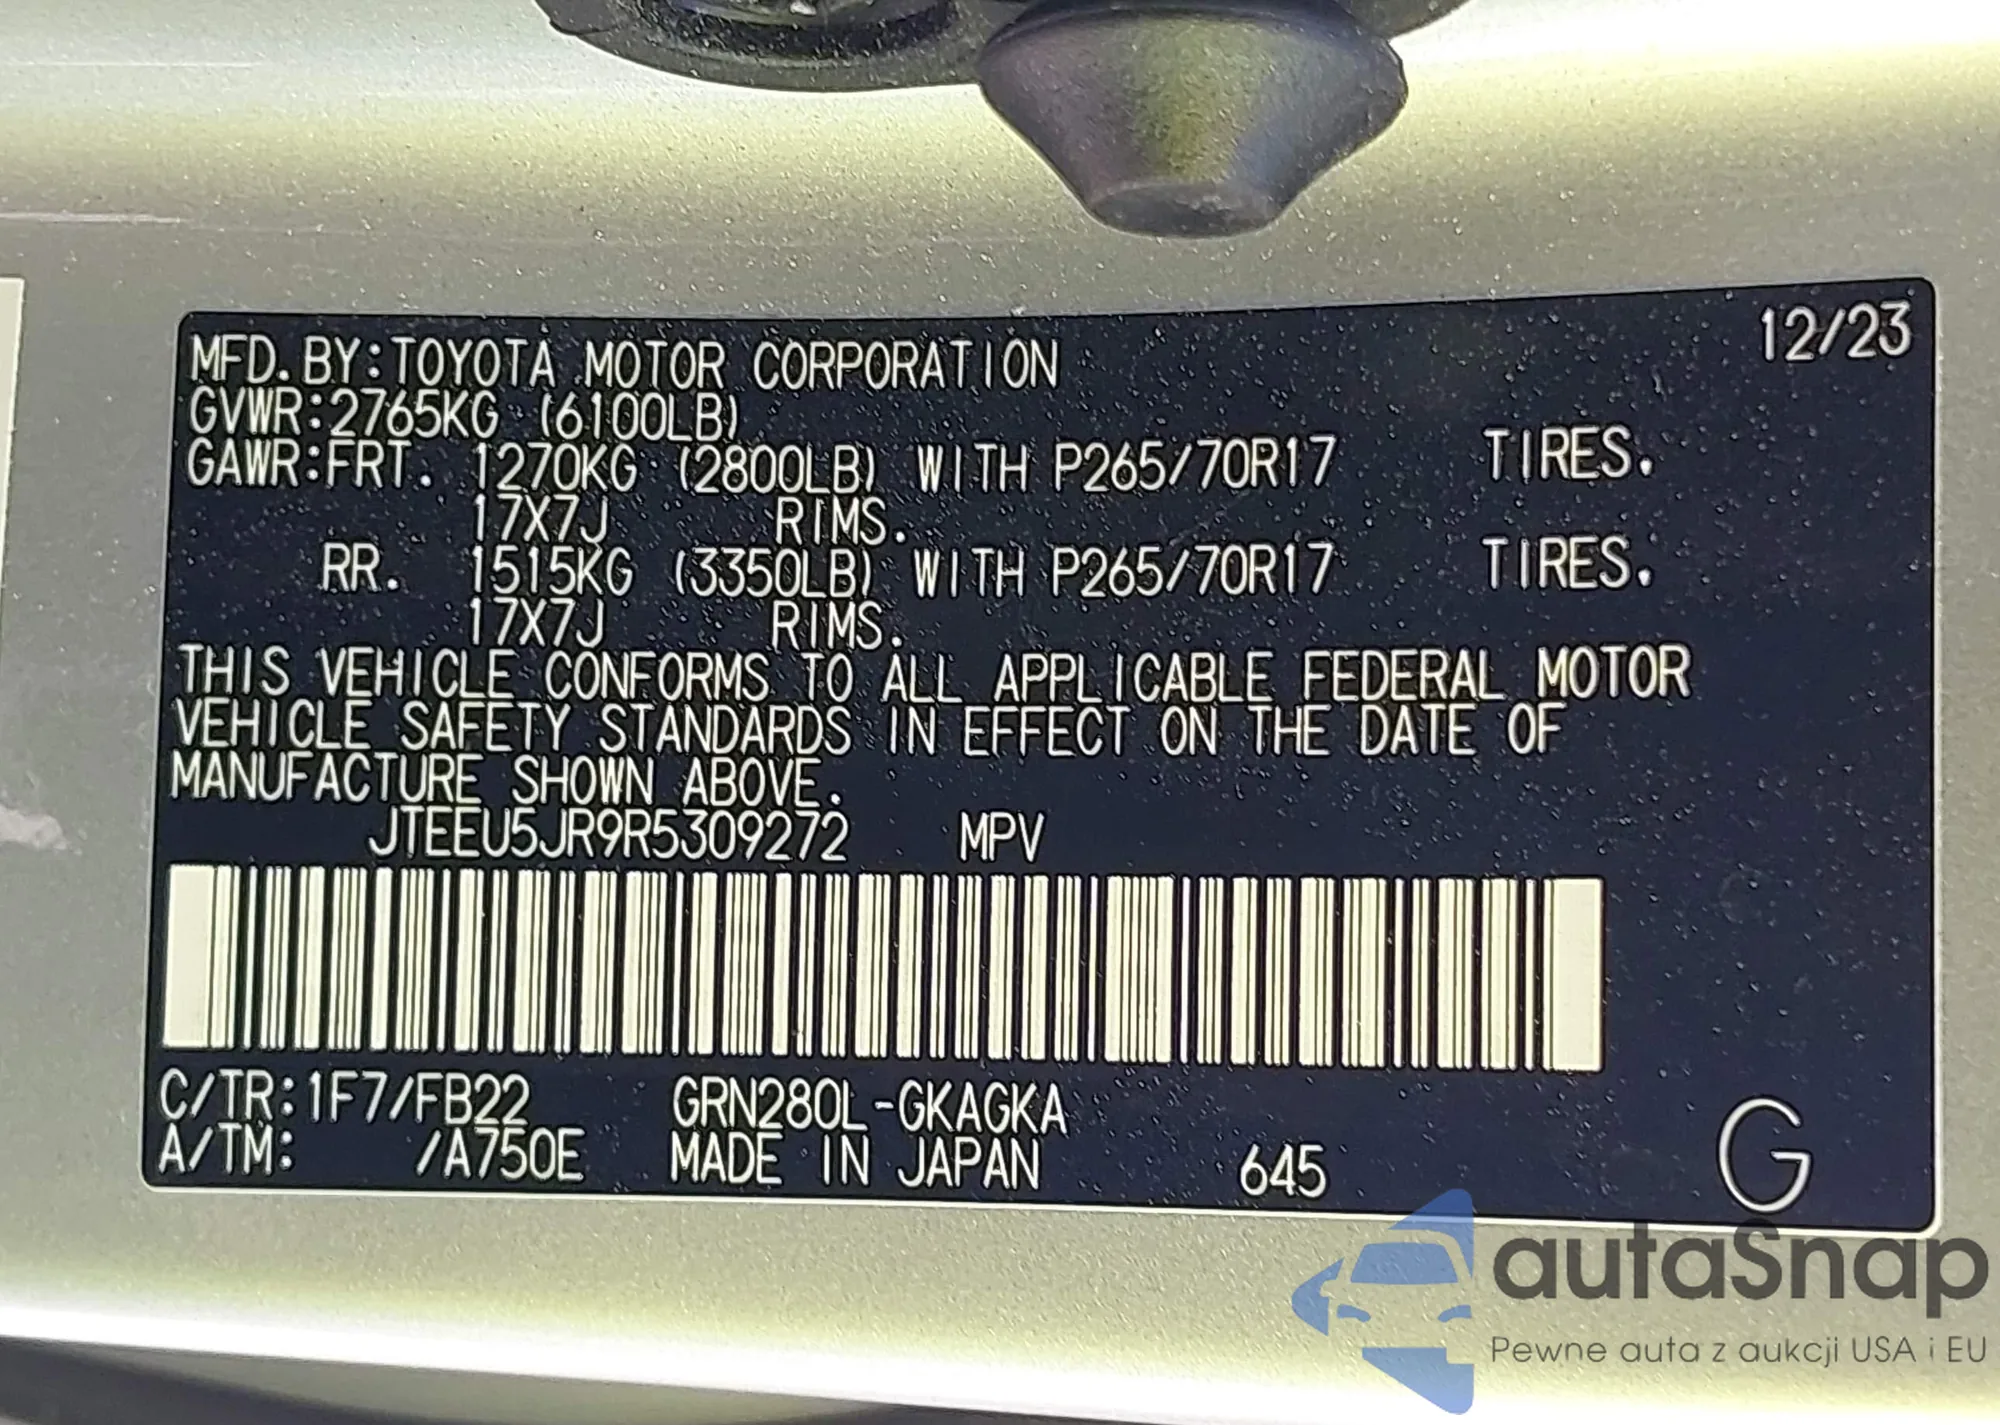 12/23
MFD. BY:TOYOTA MOTOR CORPORATION
GVWR:2765KG (6100LB)
GAWR:FRT. 1270KG (2800LB) WITH P265/70R17 TIRES.
17X7J RIMS.
RR. 1515KG (3350LB) WITH P265/70R17 TIRES.
17X7J RIMS.
THIS VEHICLE CONFORMS TO ALL APPLICABLE FEDERAL MOTOR
VEHICLE SAFETY STANDARDS IN EFFECT ON THE DATE OF
MANUFACTURE SHOWN ABOVE.
JTEEU5JR9R5309272 MPV
C/TR:1F7/FB22 GRN280L-GKAGKA
A/TM: /A750E MADE IN JAPAN 645 G
autaSnap
Pewne auta z aukcji USA i EU